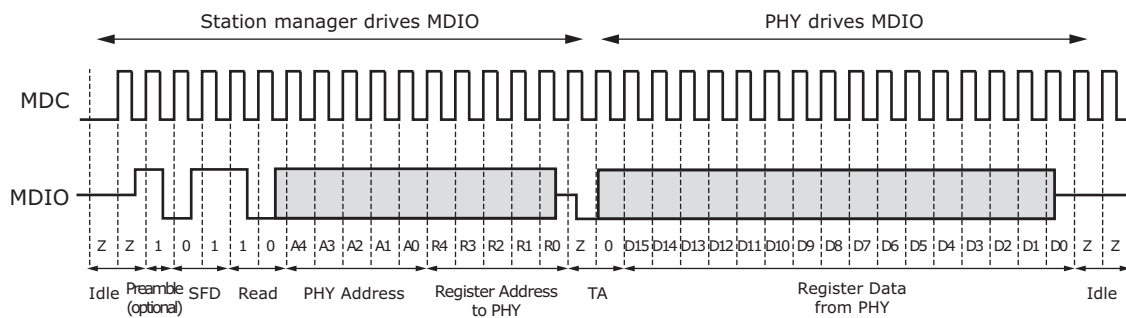 Station manager drives MDIO PHY drives MDIO
MDC
MDIO
Z Z 1 0 1 1 0 A4 A3 A2 A1 A0 R4 R3 R2 R1 R0 Z 0 D15 D14 D13 D12 D11 D10 D9 D8 D7 D6 D5 D4 D3 D2 D1 D0 Z Z
Idle Preamble (optional) SFD Read PHY Address Register Address to PHY TA Register Data from PHY Idle